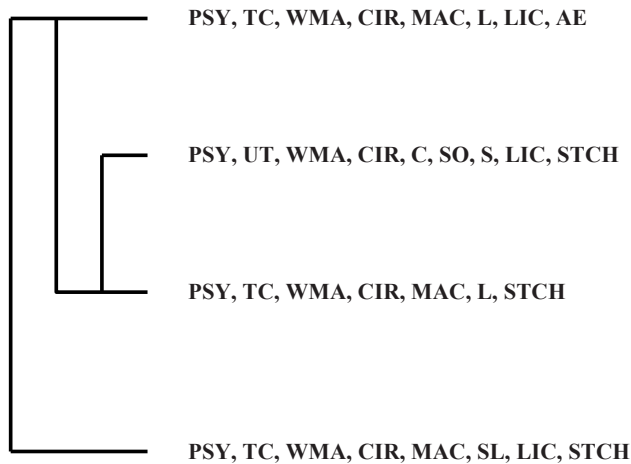 PSY, TC, WMA, CIR, MAC, L, LIC, AE
PSY, UT, WMA, CIR, C, SO, S, LIC, STCH
PSY, TC, WMA, CIR, MAC, L, STCH
PSY, TC, WMA, CIR, MAC, SL, LIC, STCH